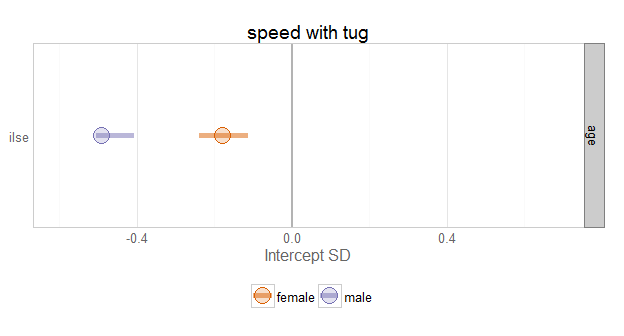 speed with tug
ilse
age
-0.4 0.0 0.4
Intercept SD
female male